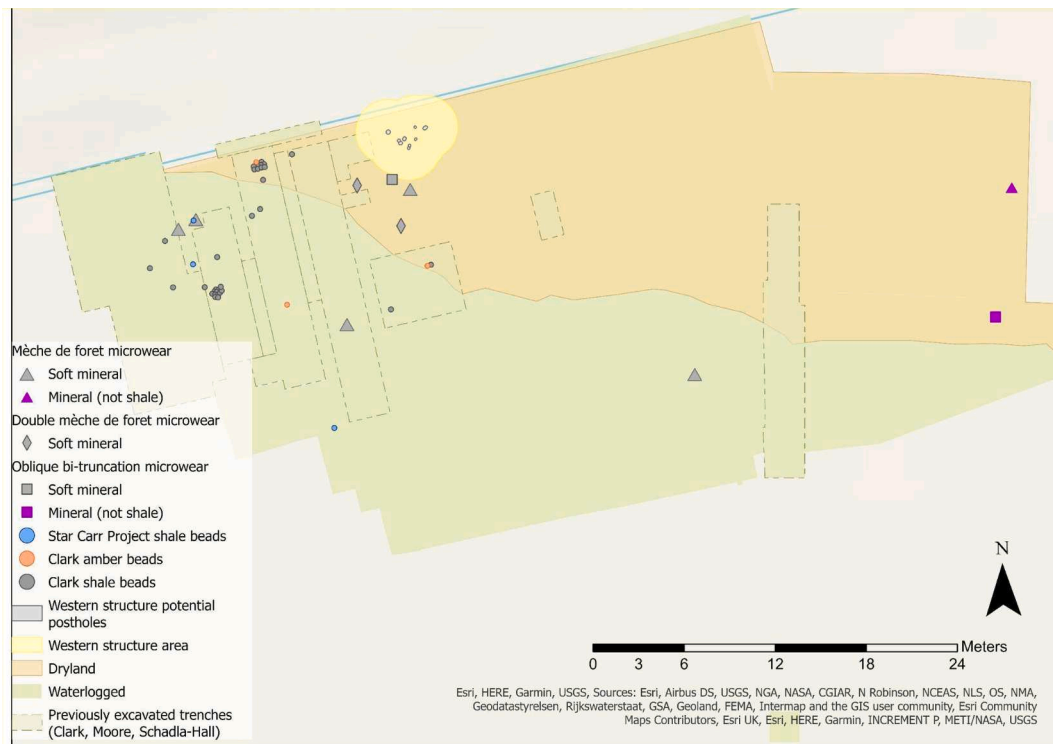 Mèche de foret microwear
Soft mineral
Mineral (not shale)
Double mèche de foret microwear
Soft mineral
Oblique bi-truncation microwear
Soft mineral
Mineral (not shale)
Star Carr Project shale beads
Clark amber beads
Clark shale beads
Western structure potential
postholes
Western structure area
Dryland
Waterlogged
Previously excavated trenches
(Clark, Moore, Schadla-Hall)
N
Meters
0 3 6 12 18 24
Esri, HERE, Garmin, USGS, Sources: Esri, Airbus DS, USGS, NGA, NASA, CGIAR, N Robinson, NCEAS, NLS, OS, NMA,
Geodatastyrelsen, Rijkswaterstaat, GSA, Geoland, FEMA, Intermap and the GIS user community, Esri Community
Maps Contributors, Esri UK, Esri, HERE, Garmin, INCREMENT P, METI/NASA, USGS